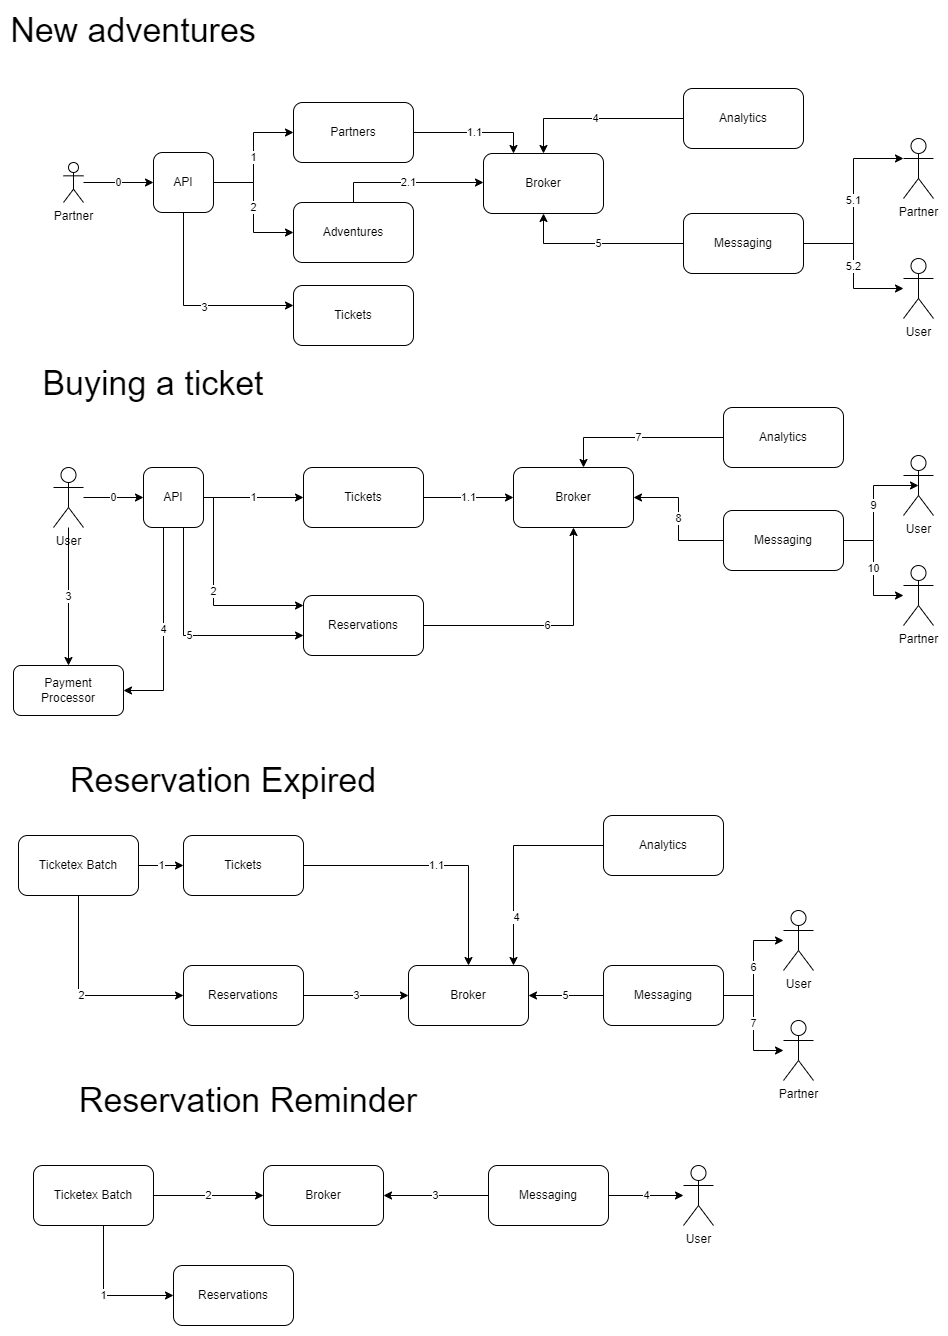 New adventures
Analytics
Partners
1.1
4
Partner
0
API
1
2
2.1
Broker
Adventures
5
Messaging
5.1
5.2
Partner
3
Tickets
User
Buying a ticket
Analytics
7
User
0
API
1
Tickets
1.1
Broker
8
Messaging
9
10
User
Partner
3
4
2
5
Reservations
6
Payment
Processor
Reservation Expired
Analytics
Ticketex Batch
1
Tickets
1.1
4
2
Reservations
3
Broker
5
Messaging
6
7
User
Partner
Reservation Reminder
Ticketex Batch
2
Broker
3
Messaging
4
User
1
Reservations